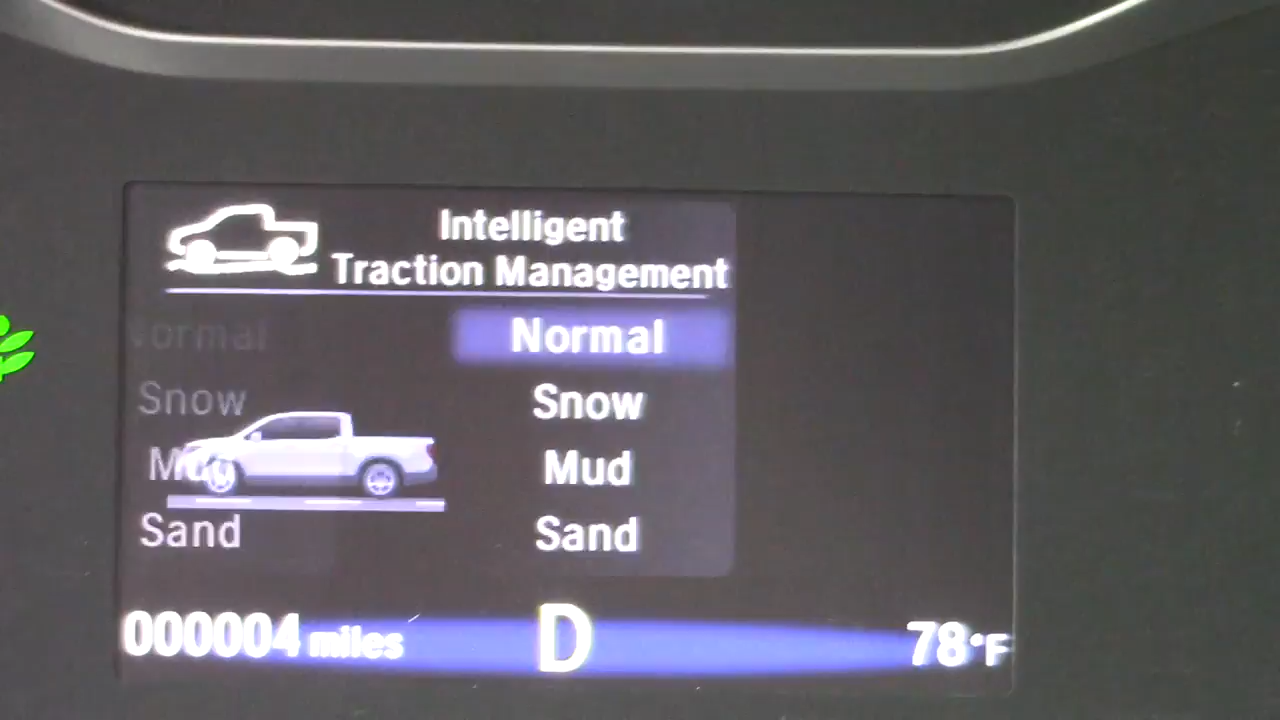 Intelligent
Traction Management
Normal Normal
Snow Snow
Mud Mud
Sand Sand
000004 miles D 78°F